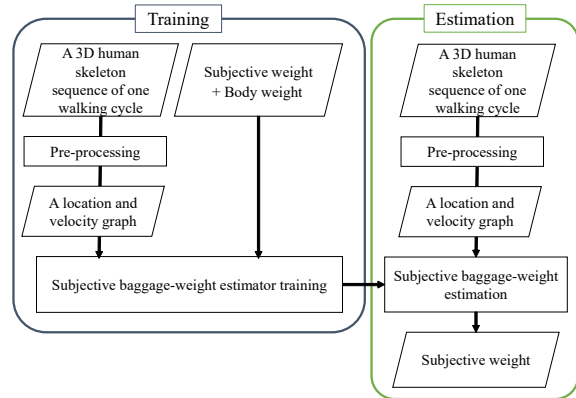 Training
A 3D human
skeleton
sequence of one
walking cycle
Subjective weight
+ Body weight
Pre-processing
A location and
velocity graph
Subjective baggage-weight estimator training
Estimation
A 3D human
skeleton
sequence of one
walking cycle
Pre-processing
A location and
velocity graph
Subjective baggage-weight
estimation
Subjective weight